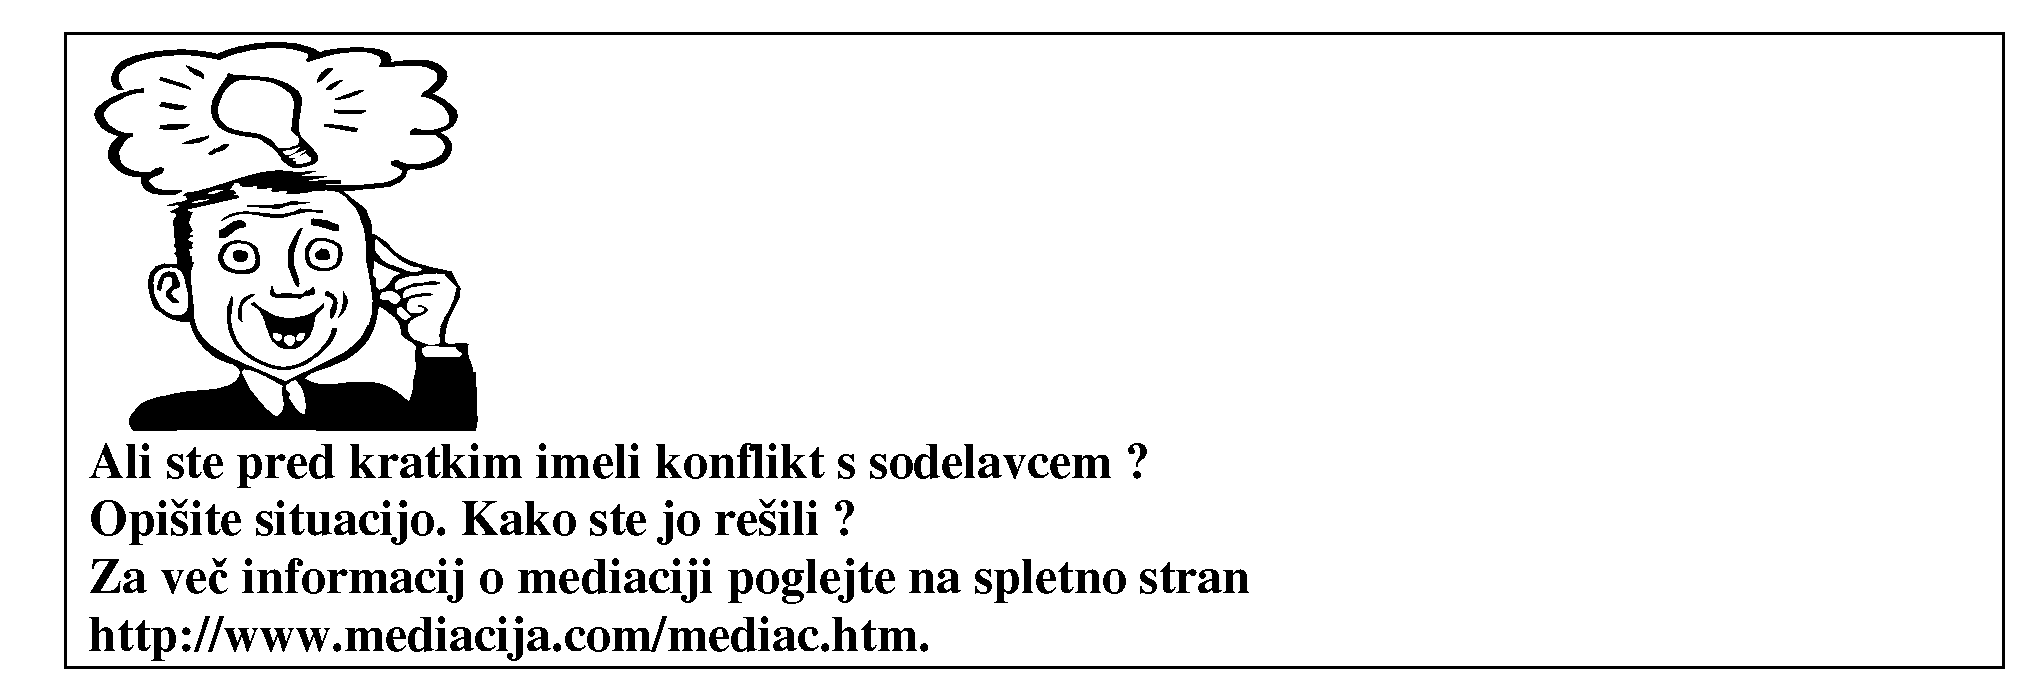 Ali ste pred kratkim imeli konflikt s sodelavcem ?
Opišite situacijo. Kako ste jo rešili ?
Za več informacij o mediaciji poglejte na spletno stran
http://www.mediacija.com/mediac.htm.